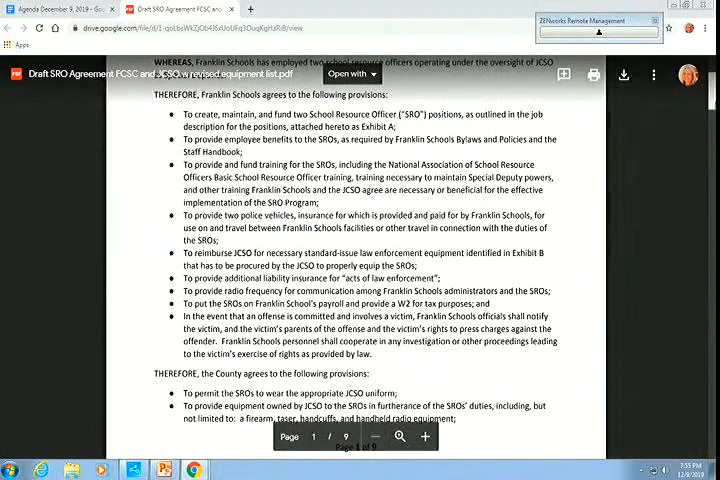 Agenda December 9, 2019 - Goo
Draft SRO Agreement FCSC and
drive.google.com/file/d/1-qoLbsWkZjOb4J6xUoUFq3OuqKgHaRiB/view
ZENworks Remote Management
Apps
WHEREAS, Franklin Schools has employed two school resource officers operating under the oversight of JCSO
Draft SRO Agreement FCSC and JCSO w revised equipment list.pdf
Open with
THEREFORE, Franklin Schools agrees to the following provisions:
• To create, maintain, and fund two School Resource Officer ("SRO") positions, as outlined in the job
description for the positions, attached hereto as Exhibit A;
• To provide employee benefits to the SROs, as required by Franklin Schools Bylaws and Policies and the
Staff Handbook;
• To provide and fund training for the SROs, including the National Association of School Resource
Officers Basic School Resource Officer training, training necessary to maintain Special Deputy powers,
and other training Franklin Schools and the JCSO agree are necessary or beneficial for the effective
implementation of the SRO Program;
• To provide two police vehicles, insurance for which is provided and paid for by Franklin Schools, for
use on and travel between Franklin Schools facilities or other travel in connection with the duties of
the SROs;
• To reimburse JCSO for necessary standard-issue law enforcement equipment identified in Exhibit B
that has to be procured by the JCSO to properly equip the SROs;
• To provide additional liability insurance for "acts of law enforcement";
• To provide radio frequency for communication among Franklin Schools administrators and the SROs;
• To put the SROs on Franklin School's payroll and provide a W2 for tax purposes; and
• In the event that an offense is committed and involves a victim, Franklin Schools officials shall notify
the victim, and the victim's parents of the offense and the victim's rights to press charges against the
offender. Franklin Schools personnel shall cooperate in any investigation or other proceedings leading
to the victim's exercise of rights as provided by law.
THEREFORE, the County agrees to the following provisions:
• To permit the SROs to wear the appropriate JCSO uniform;
• To provide equipment owned by JCSO to the SROs in furtherance of the SROs' duties, including, but
not limited to: a firearm, taser, handcuffs, and handheld radio equipment;
Page 1 / 9
Page 1 of 9
7:55 PM
12/9/2019